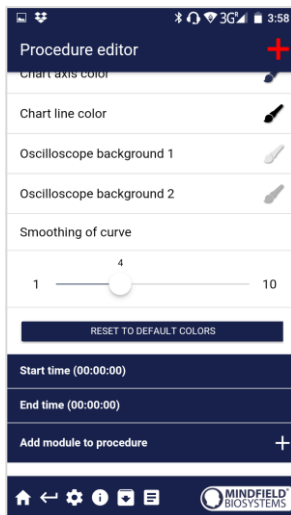 3G 3:58
Procedure editor
Chart axis color
Chart line color
Oscilloscope background 1
Oscilloscope background 2
Smoothing of curve
4
1 10
RESET TO DEFAULT COLORS
Start time (00:00:00)
End time (00:00:00)
Add module to procedure
MINDFIELD®
BIOSYSTEMS